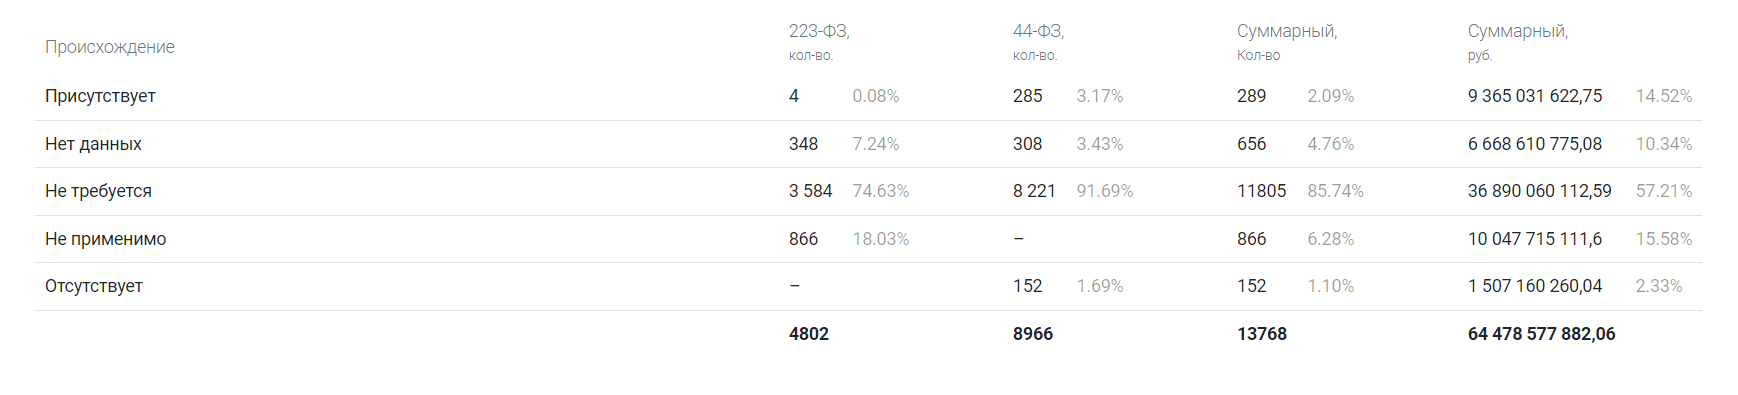 Происхождение 223-ФЗ, кол-во. 44-ФЗ, кол-во. Суммарный, Кол-во Суммарный, руб.
Присутствует 4 0.08% 285 3.17% 289 2.09% 9 365 031 622,75 14.52%
Нет данных 348 7.24% 308 3.43% 656 4.76% 6 668 610 775,08 10.34%
Не требуется 3 584 74.63% 8 221 91.69% 11805 85.74% 36 890 060 112,59 57.21%
Не применимо 866 18.03% – 866 6.28% 10 047 715 111,6 15.58%
Отсутствует – 152 1.69% 152 1.10% 1 507 160 260,04 2.33%
4802 8966 13768 64 478 577 882,06